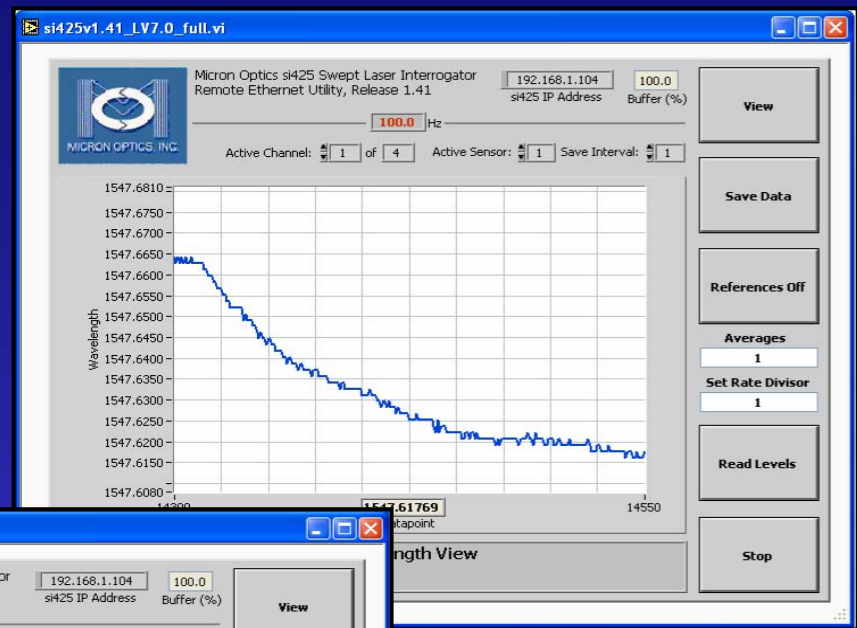 si425v1.41_LV7.0_full.vi
Micron Optics si425 Swept Laser Interrogator
Remote Ethernet Utility, Release 1.41
192.168.1.104
si425 IP Address
100.0
Buffer (%)
View
100.0 Hz
MICRON OPTICS, INC.
Active Channel: 1 of 4 Active Sensor: 1 Save Interval: 1
Save Data
References Off
Averages
1
Set Rate Divisor
1
Read Levels
Stop
Wavelength
1547.6810
1547.6750
1547.6700
1547.6650
1547.6600
1547.6550
1547.6500
1547.6450
1547.6400
1547.6350
1547.6300
1547.6250
1547.6200
1547.6150
1547.6080
1547.61769
14550
atapoint
ngth View
or
192.168.1.104
si425 IP Address
100.0
Buffer (%)
View